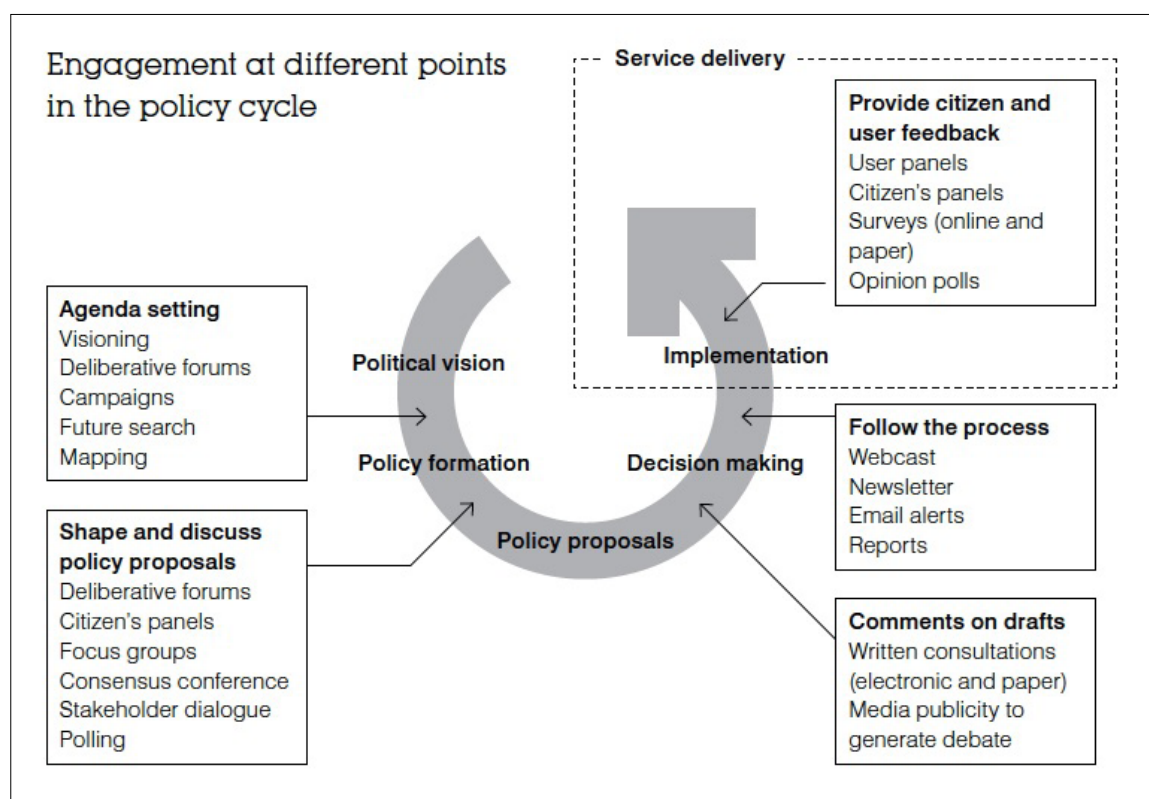 Engagement at different points
in the policy cycle
Service delivery
Provide citizen and
user feedback
User panels
Citizen's panels
Surveys (online and
paper)
Opinion polls
Agenda setting
Visioning
Deliberative forums
Campaigns
Future search
Mapping
Political vision
Implementation
Policy formation
Decision making
Policy proposals
Follow the process
Webcast
Newsletter
Email alerts
Reports
Shape and discuss
policy proposals
Deliberative forums
Citizen's panels
Focus groups
Consensus conference
Stakeholder dialogue
Polling
Comments on drafts
Written consultations
(electronic and paper)
Media publicity to
generate debate